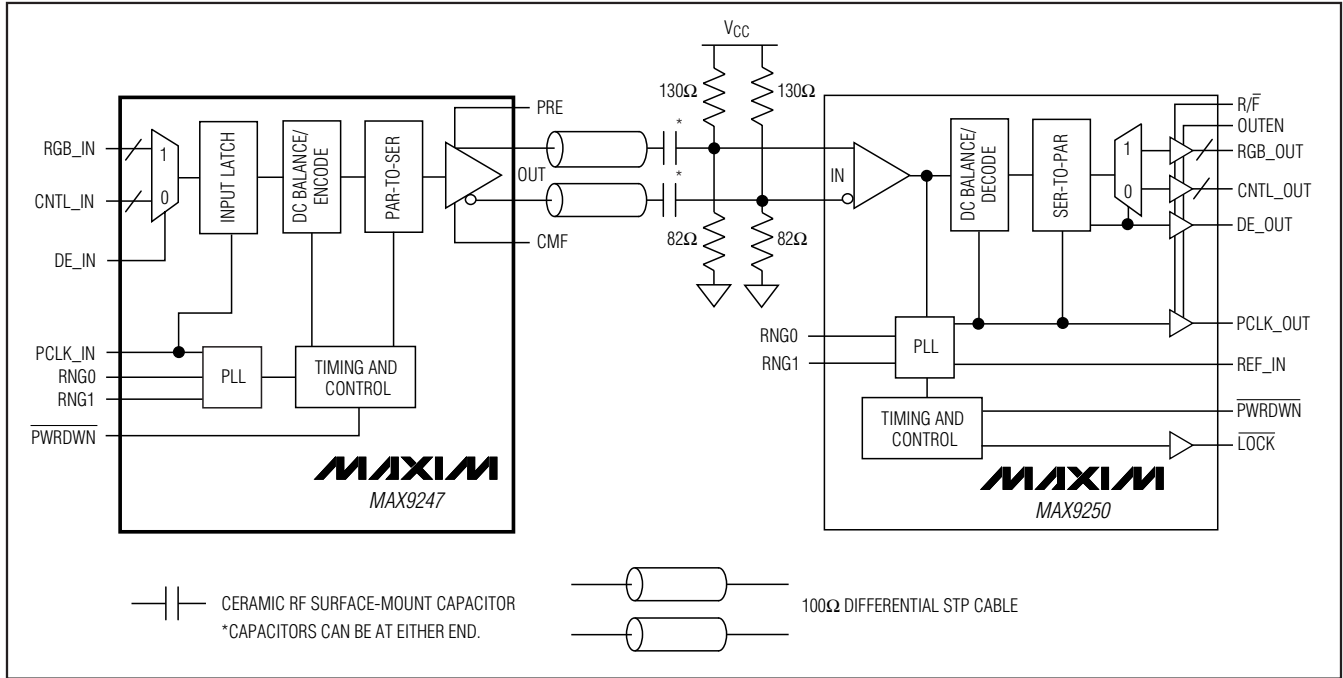 VCC
130Ω
130Ω
*
*
82Ω
82Ω
RGB_IN
CNTL_IN
DE_IN
PCLK_IN
RNG0
RNG1
PWRDWN
1
0
INPUT LATCH
DC BALANCE/
ENCODE
PAR-TO-SER
PLL
TIMING AND
CONTROL
PRE
OUT
CMF
MAXIM
MAX9247
IN
RNG0
RNG1
DC BALANCE/
DECODE
SER-TO-PAR
1
0
PLL
TIMING AND
CONTROL
R/F̅
OUTEN
RGB_OUT
CNTL_OUT
DE_OUT
PCLK_OUT
REF_IN
PWRDWN
LOCK
MAXIM
MAX9250
CERAMIC RF SURFACE-MOUNT CAPACITOR
*CAPACITORS CAN BE AT EITHER END.
100Ω DIFFERENTIAL STP CABLE